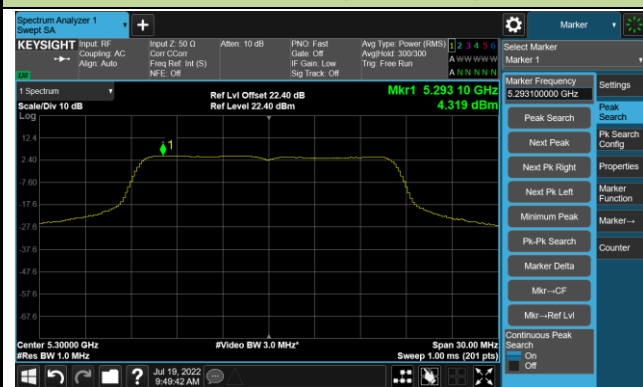 Spectrum Analyzer 1
Swept SA
+
Marker
KEYSIGHT
Input: RF
Coupling: AC
Align: Auto
Input Z: 50 Ω
Corr CCorr
Freq Ref: Int (S)
NFE: Off
Atten: 10 dB
PNO: Fast
Gate: Off
IF Gain: Low
Sig Track: Off
Avg Type: Power (RMS)
Avg|Hold: 300/300
Trig: Free Run
1 2 3 4 5 6
A W W W W W
A N N N N N
Select Marker
Marker 1
1 Spectrum
Scale/Div 10 dB
Log
Ref Lvl Offset 22.40 dB
Ref Level 22.40 dBm
Mkr1 5.293 10 GHz
4.319 dBm
12.4
2.40
-7.60
-17.6
-27.6
-37.6
-47.6
-57.6
-67.6
1
Center 5.30000 GHz
#Res BW 1.0 MHz
#Video BW 3.0 MHz*
Span 30.00 MHz
Sweep 1.00 ms (201 pts)
Marker Frequency
5.293100000 GHz
Peak Search
Next Peak
Next Pk Right
Next Pk Left
Minimum Peak
Pk-Pk Search
Marker Delta
Mkr→CF
Mkr→Ref Lvl
Continuous Peak
Search
On
Off
Settings
Peak
Search
Pk Search
Config
Properties
Marker
Function
Marker→
Counter
?
Jul 19, 2022
9:49:42 AM